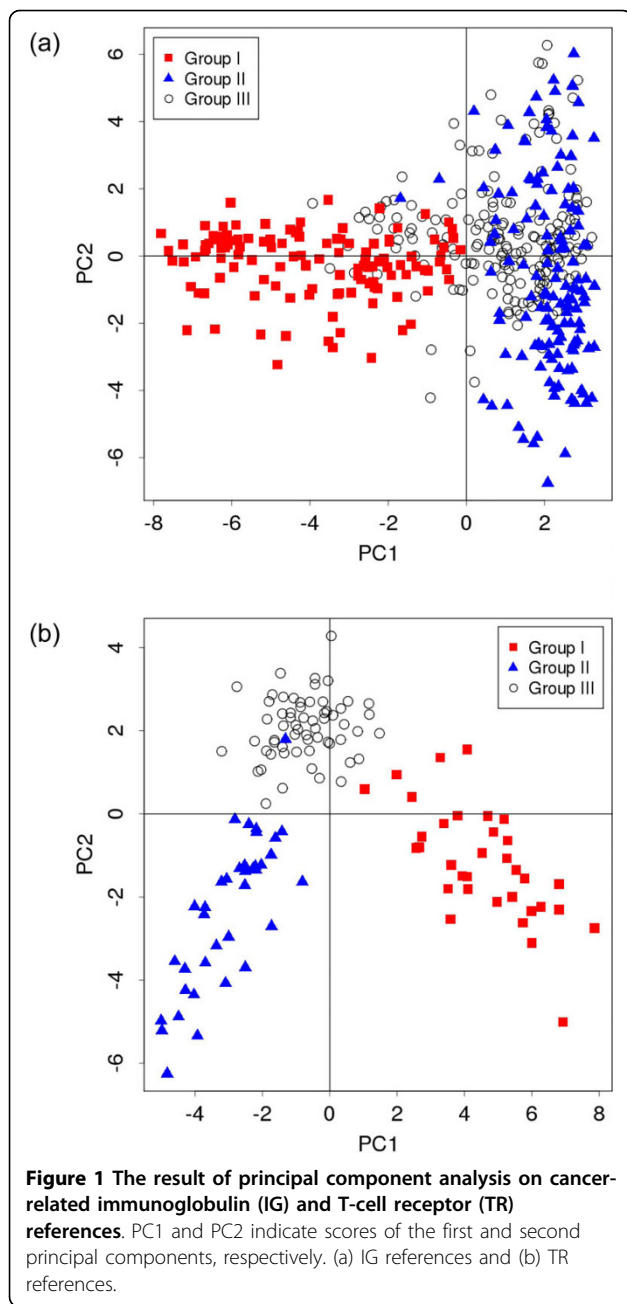 (a)
Group I
Group II
Group III
6
4
2
0
-2
-4
-6
PC2
-8 -6 -4 -2 0 2
PC1
(b)
Group I
Group II
Group III
4
2
0
-2
-4
-6
PC2
-4 -2 0 2 4 6 8
PC1
Figure 1 The result of principal component analysis on cancer-
related immunoglobulin (IG) and T-cell receptor (TR)
references. PC1 and PC2 indicate scores of the first and second
principal components, respectively. (a) IG references and (b) TR
references.